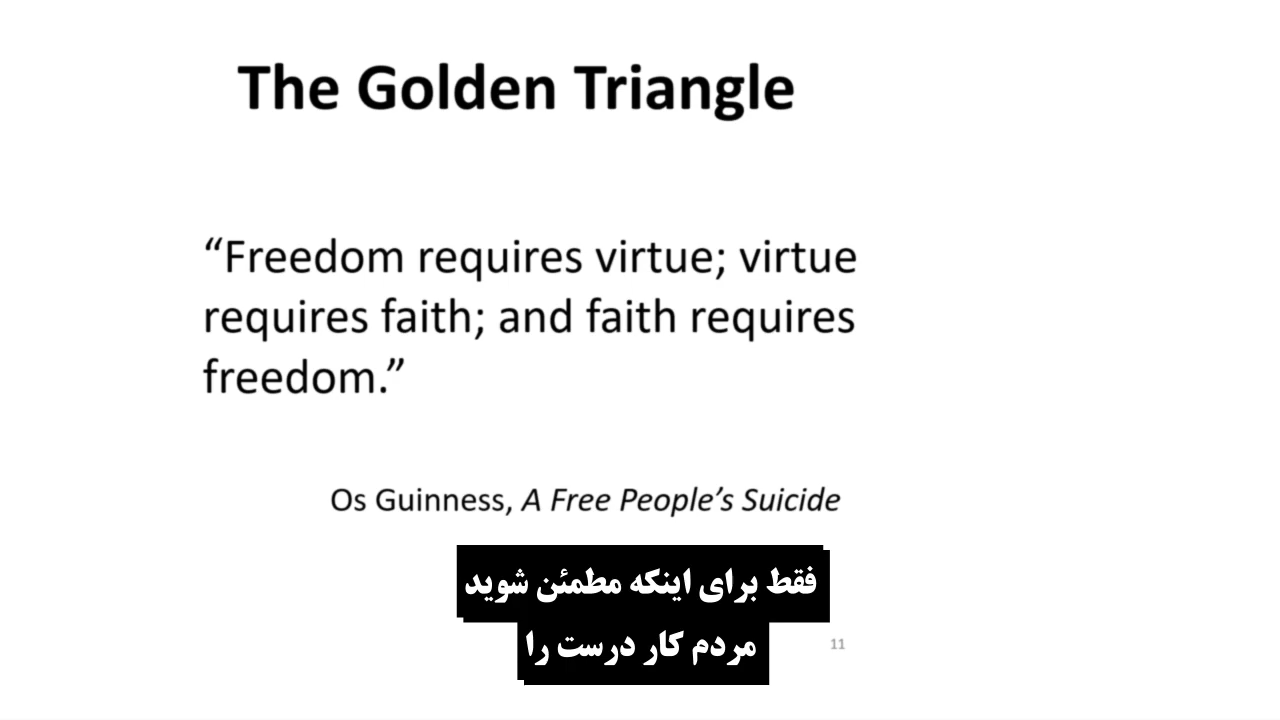 The Golden Triangle
“Freedom requires virtue; virtue
requires faith; and faith requires
freedom.”
Os Guinness, A Free People’s Suicide
فقط برای اینکه مطمئن شوید
مردم کار درست را
11